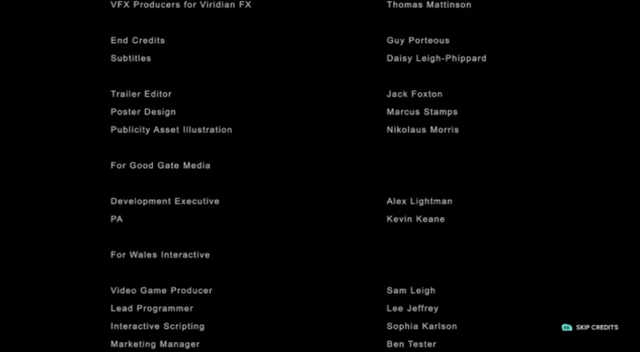 VFX Producers for Viridian FX Thomas Mattinson
End Credits Guy Porteous
Subtitles Daisy Leigh-Phippard
Trailer Editor Jack Foxton
Poster Design Marcus Stamps
Publicity Asset Illustration Nikolaus Morris
For Good Gate Media
Development Executive Alex Lightman
PA Kevin Keane
For Wales Interactive
Video Game Producer Sam Leigh
Lead Programmer Lee Jeffrey
Interactive Scripting Sophia Karlson
Marketing Manager Ben Tester
SKIP CREDITS